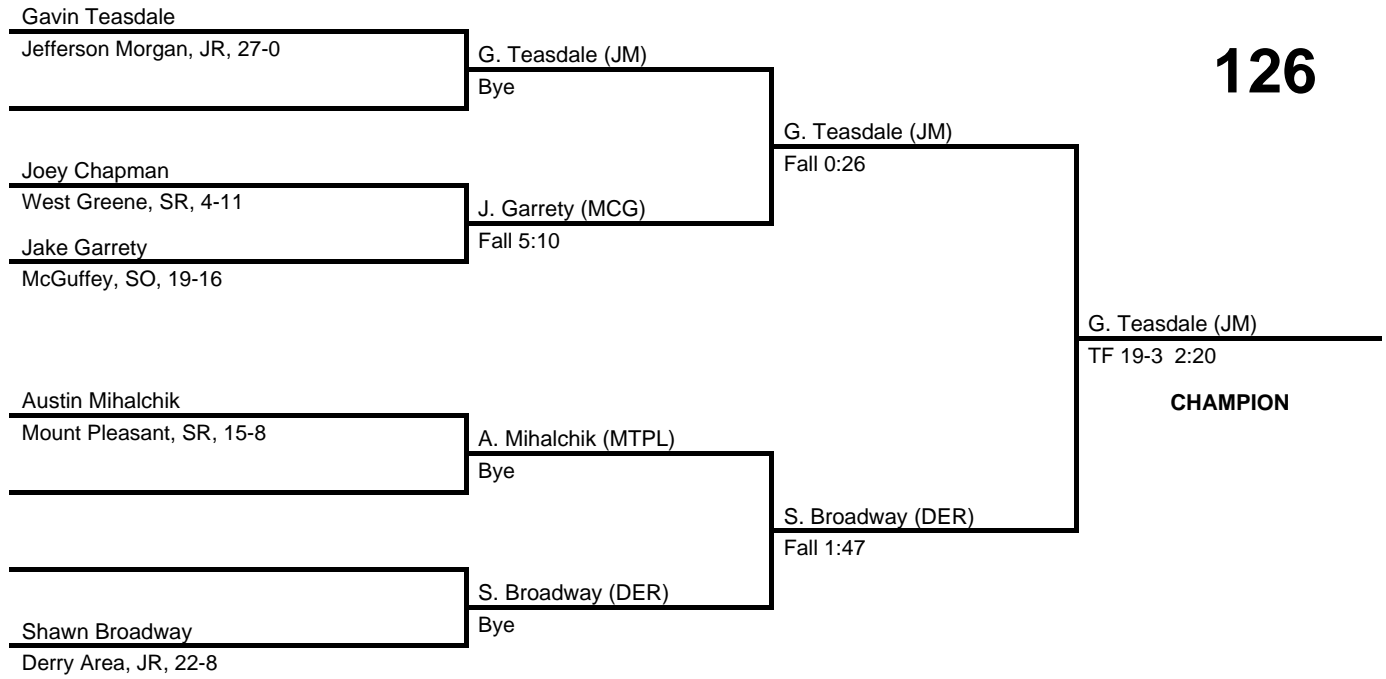 Gavin Teasdale
Jefferson Morgan, JR, 27-0
G. Teasdale (JM)
Bye
126
G. Teasdale (JM)
Fall 0:26
Joey Chapman
West Greene, SR, 4-11
J. Garrety (MCG)
Fall 5:10
Jake Garrety
McGuffey, SO, 19-16
G. Teasdale (JM)
TF 19-3 2:20
CHAMPION
Austin Mihalchik
Mount Pleasant, SR, 15-8
A. Mihalchik (MTPL)
Bye
S. Broadway (DER)
Fall 1:47
S. Broadway (DER)
Bye
Shawn Broadway
Derry Area, JR, 22-8